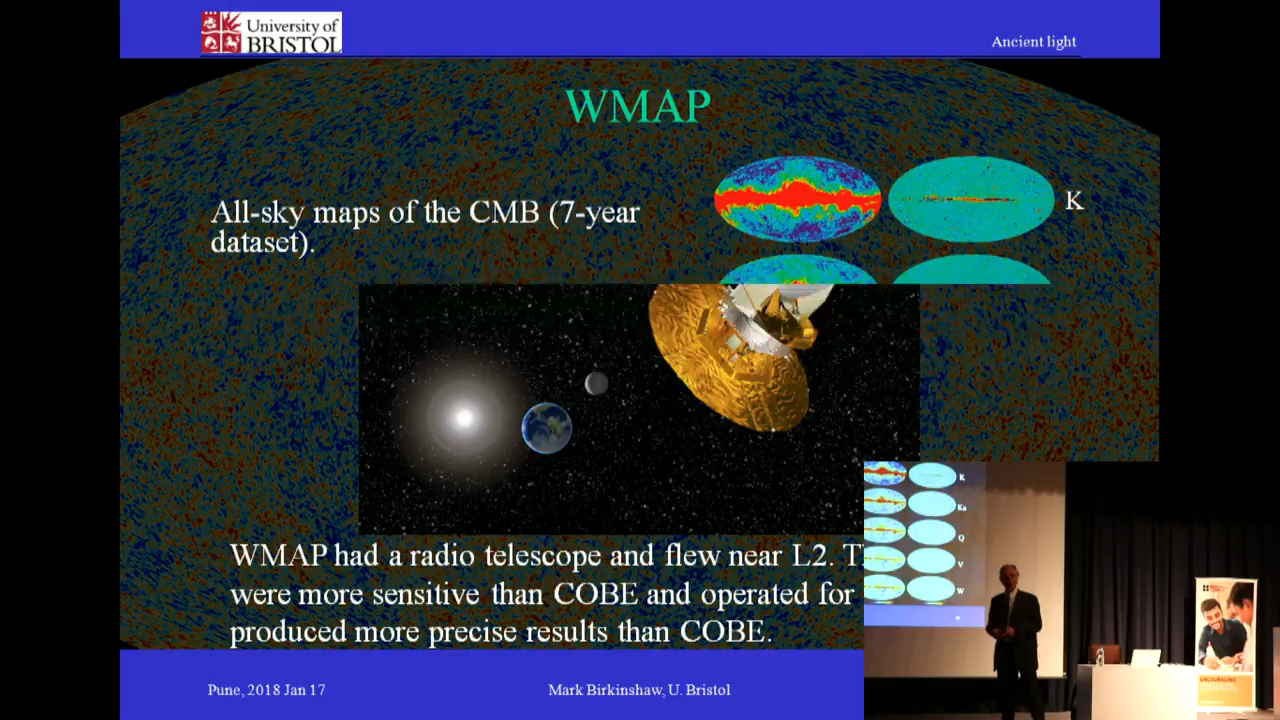 University of
BRISTOL
Ancient light
WMAP
All-sky maps of the CMB (7-year
dataset).
K
WMAP had a radio telescope and flew near L2. T
were more sensitive than COBE and operated for
produced more precise results than COBE.
K
Ka
Q
V
W
ENCOURAGING
Pune, 2018 Jan 17
Mark Birkinshaw, U. Bristol